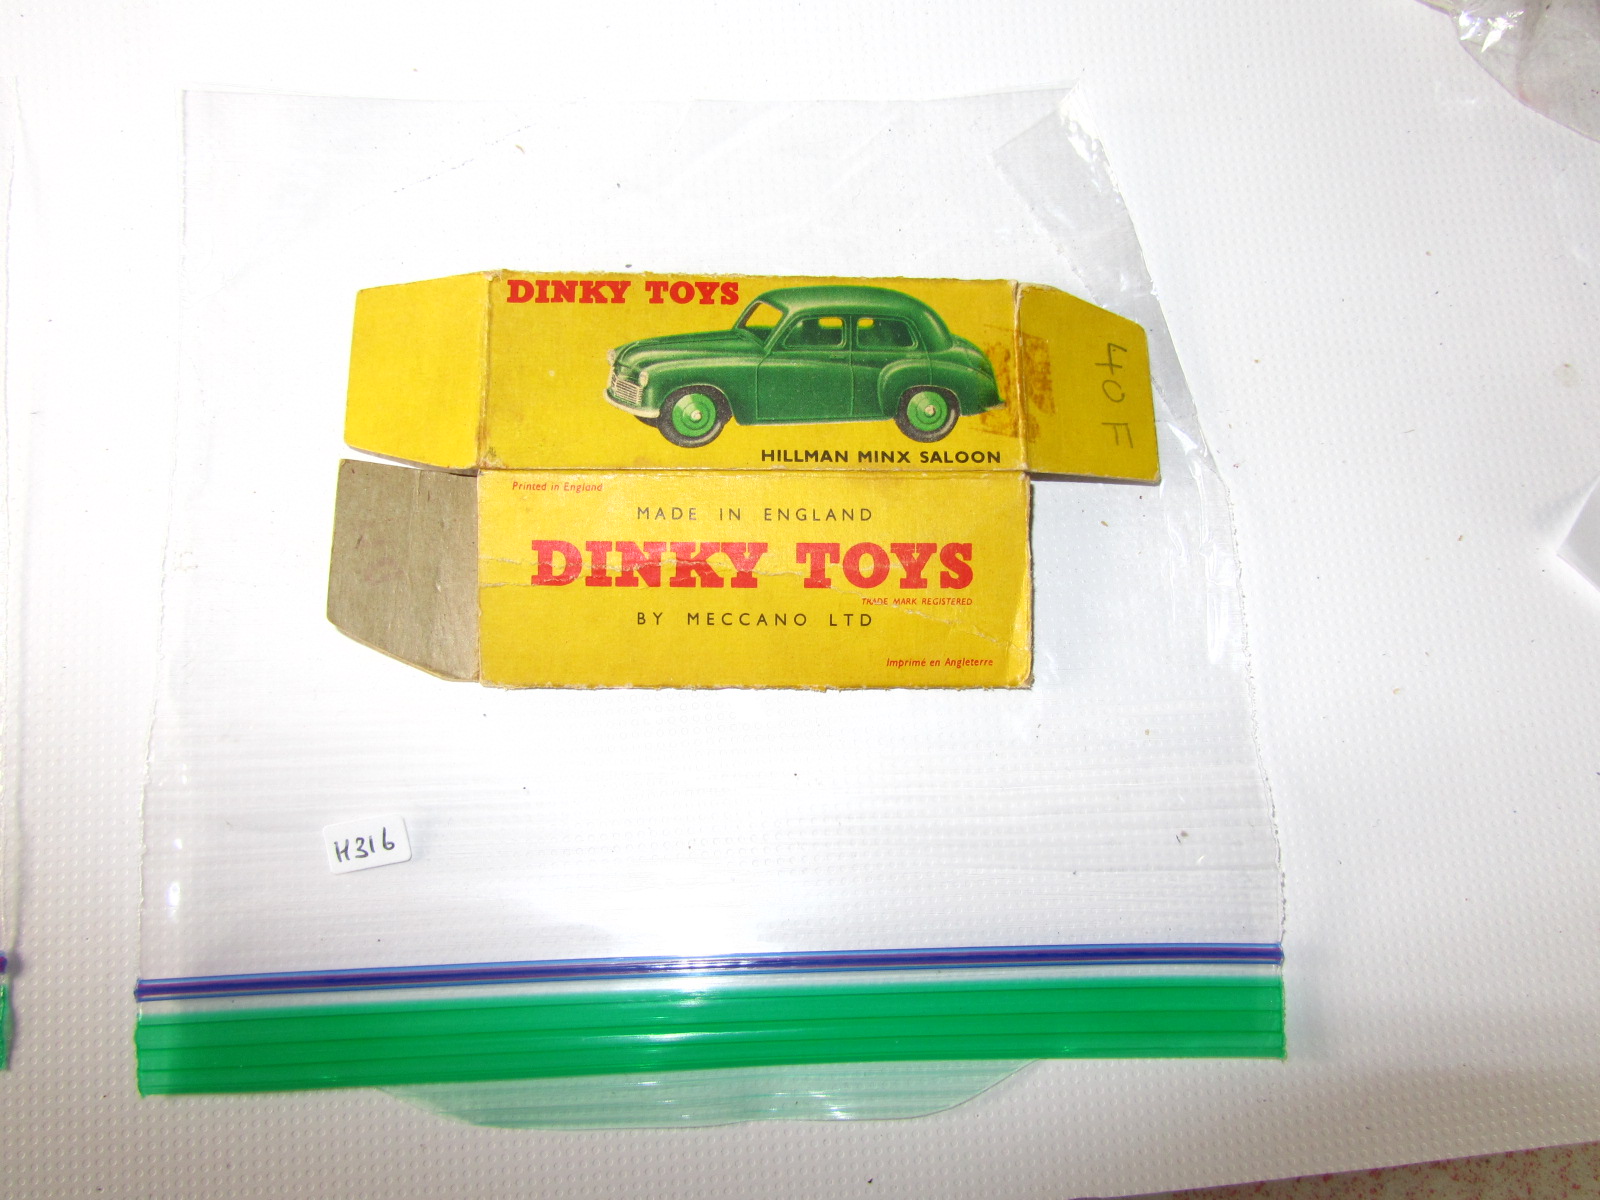 DINKY TOYS
40 F
HILLMAN MINX SALOON
Printed in England
MADE IN ENGLAND
DINKY TOYS
TRADE MARK REGISTERED
BY MECCANO LTD
Imprimé en Angleterre
H316